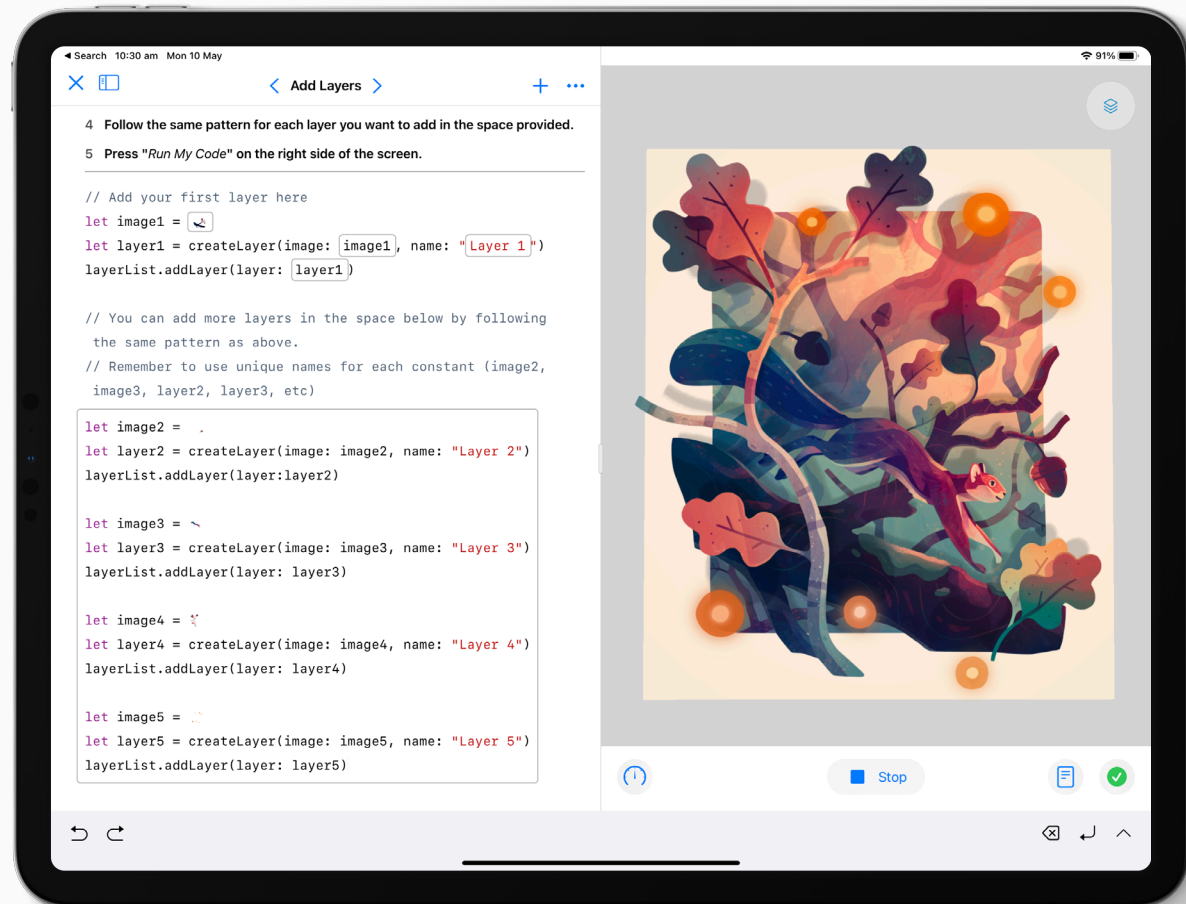 ◀ Search 10:30 am Mon 10 May
91%
Add Layers
4 Follow the same pattern for each layer you want to add in the space provided.
5 Press "Run My Code" on the right side of the screen.
// Add your first layer here
let image1 =
let layer1 = createLayer(image: image1, name: "Layer 1")
layerList.addLayer(layer: layer1)
// You can add more layers in the space below by following
the same pattern as above.
// Remember to use unique names for each constant (image2,
image3, layer2, layer3, etc)
let image2 =
let layer2 = createLayer(image: image2, name: "Layer 2")
layerList.addLayer(layer:layer2)
let image3 =
let layer3 = createLayer(image: image3, name: "Layer 3")
layerList.addLayer(layer: layer3)
let image4 =
let layer4 = createLayer(image: image4, name: "Layer 4")
layerList.addLayer(layer: layer4)
let image5 =
let layer5 = createLayer(image: image5, name: "Layer 5")
layerList.addLayer(layer: layer5)
Stop